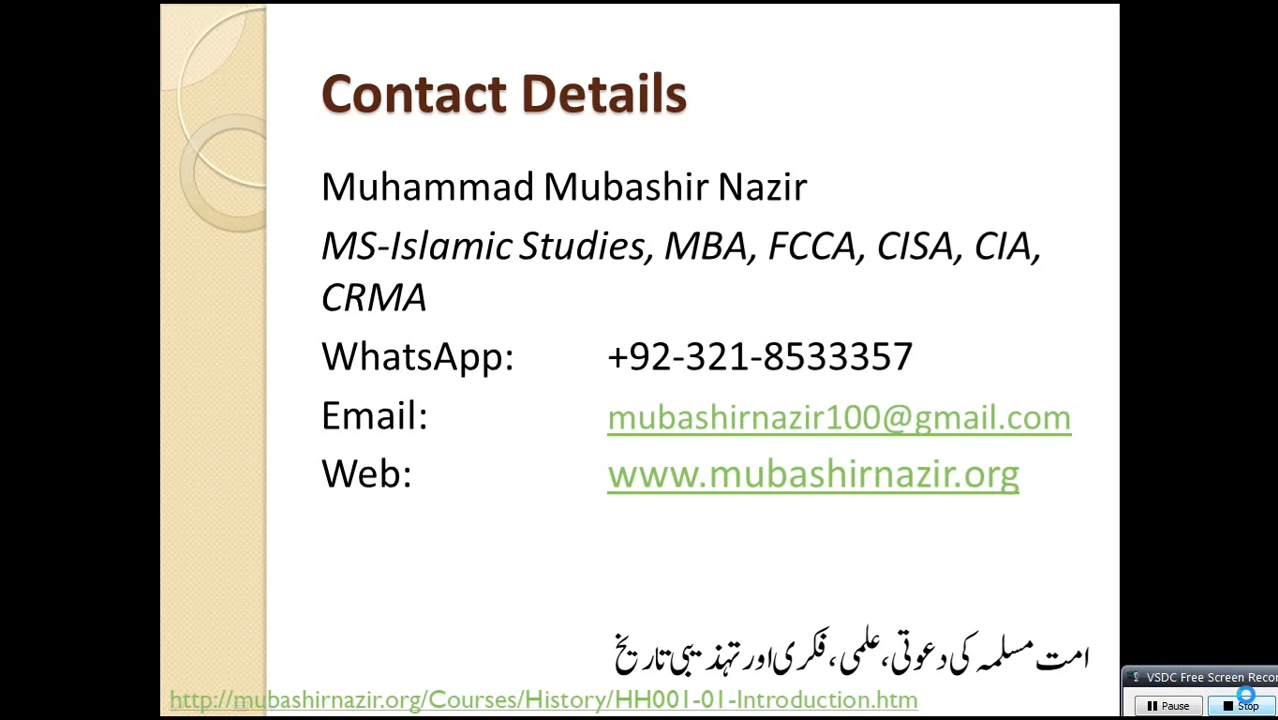 Contact Details
Muhammad Mubashir Nazir
MS-Islamic Studies, MBA, FCCA, CISA, CIA,
CRMA
WhatsApp: +92-321-8533357
Email: mubashirnazir100@gmail.com
Web: www.mubashirnazir.org
امت مسلمہ کی دعوتی، علمی، فکری اور تہذیبی تاریخ
http://mubashirnazir.org/Courses/History/HH001-01-Introduction.htm
VSDC Free Screen Recor
Pause Stop